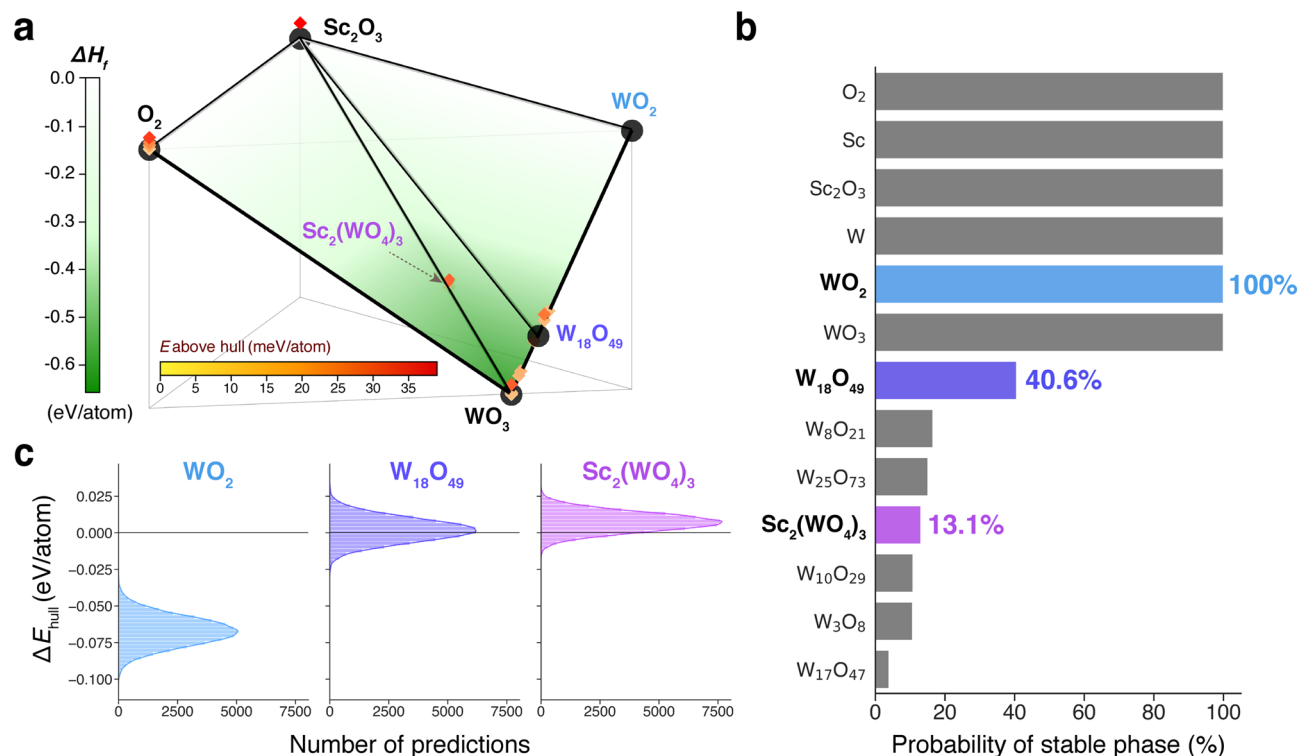 a
ΔH_f
0.0
-0.1
-0.2
-0.3
-0.4
-0.5
-0.6
(eV/atom)
Sc₂O₃
O₂
WO₂
Sc₂(WO₄)₃
W₁₈O₄₉
WO₃
E above hull (meV/atom)
0 5 10 15 20 25 30 35
b
O₂
Sc
Sc₂O₃
W
WO₂ 100%
WO₃
W₁₈O₄₉ 40.6%
W₈O₂₁
W₂₅O₇₃
Sc₂(WO₄)₃ 13.1%
W₁₀O₂₉
W₃O₈
W₁₇O₄₇
0 20 40 60 80 100
Probability of stable phase (%)
c
WO₂ W₁₈O₄₉ Sc₂(WO₄)₃
ΔE_hull (eV/atom)
0.025
0.000
−0.025
−0.050
−0.075
−0.100
0 2500 5000 7500 0 2500 5000 7500 0 2500 5000 7500
Number of predictions